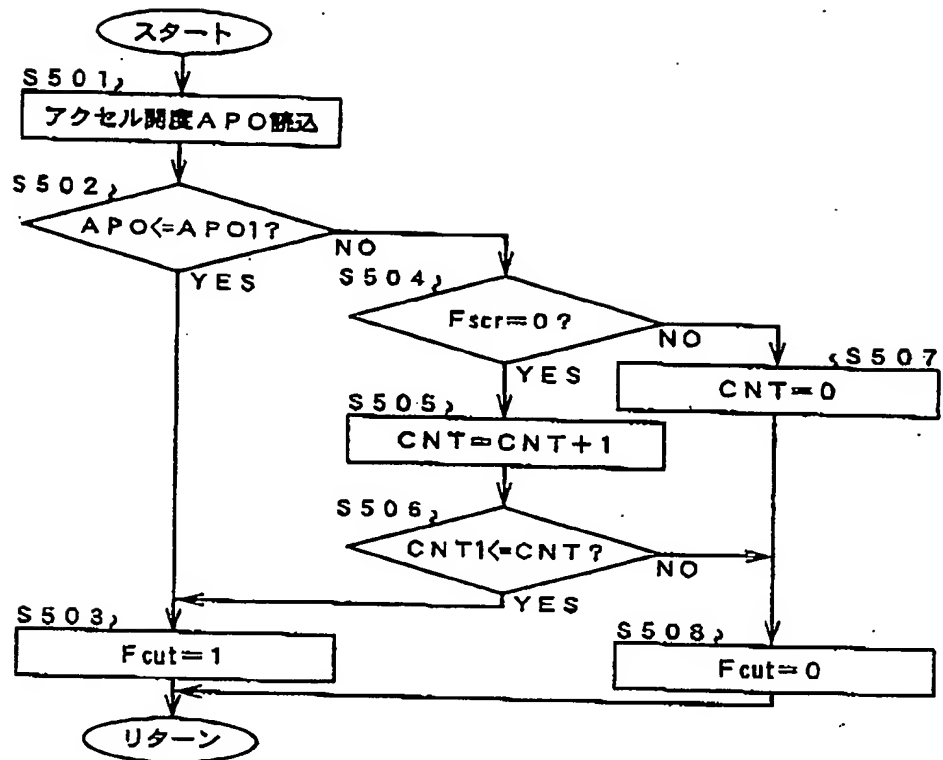 スタート
S501
アクセル開度APO読込
S502
APO<=APO1?
NO
YES
S504
Fscr=0?
NO
YES
S507
CNT=0
S505
CNT=CNT+1
S506
CNT1<=CNT?
NO
YES
S503
Fcut=1
S508
Fcut=0
リターン